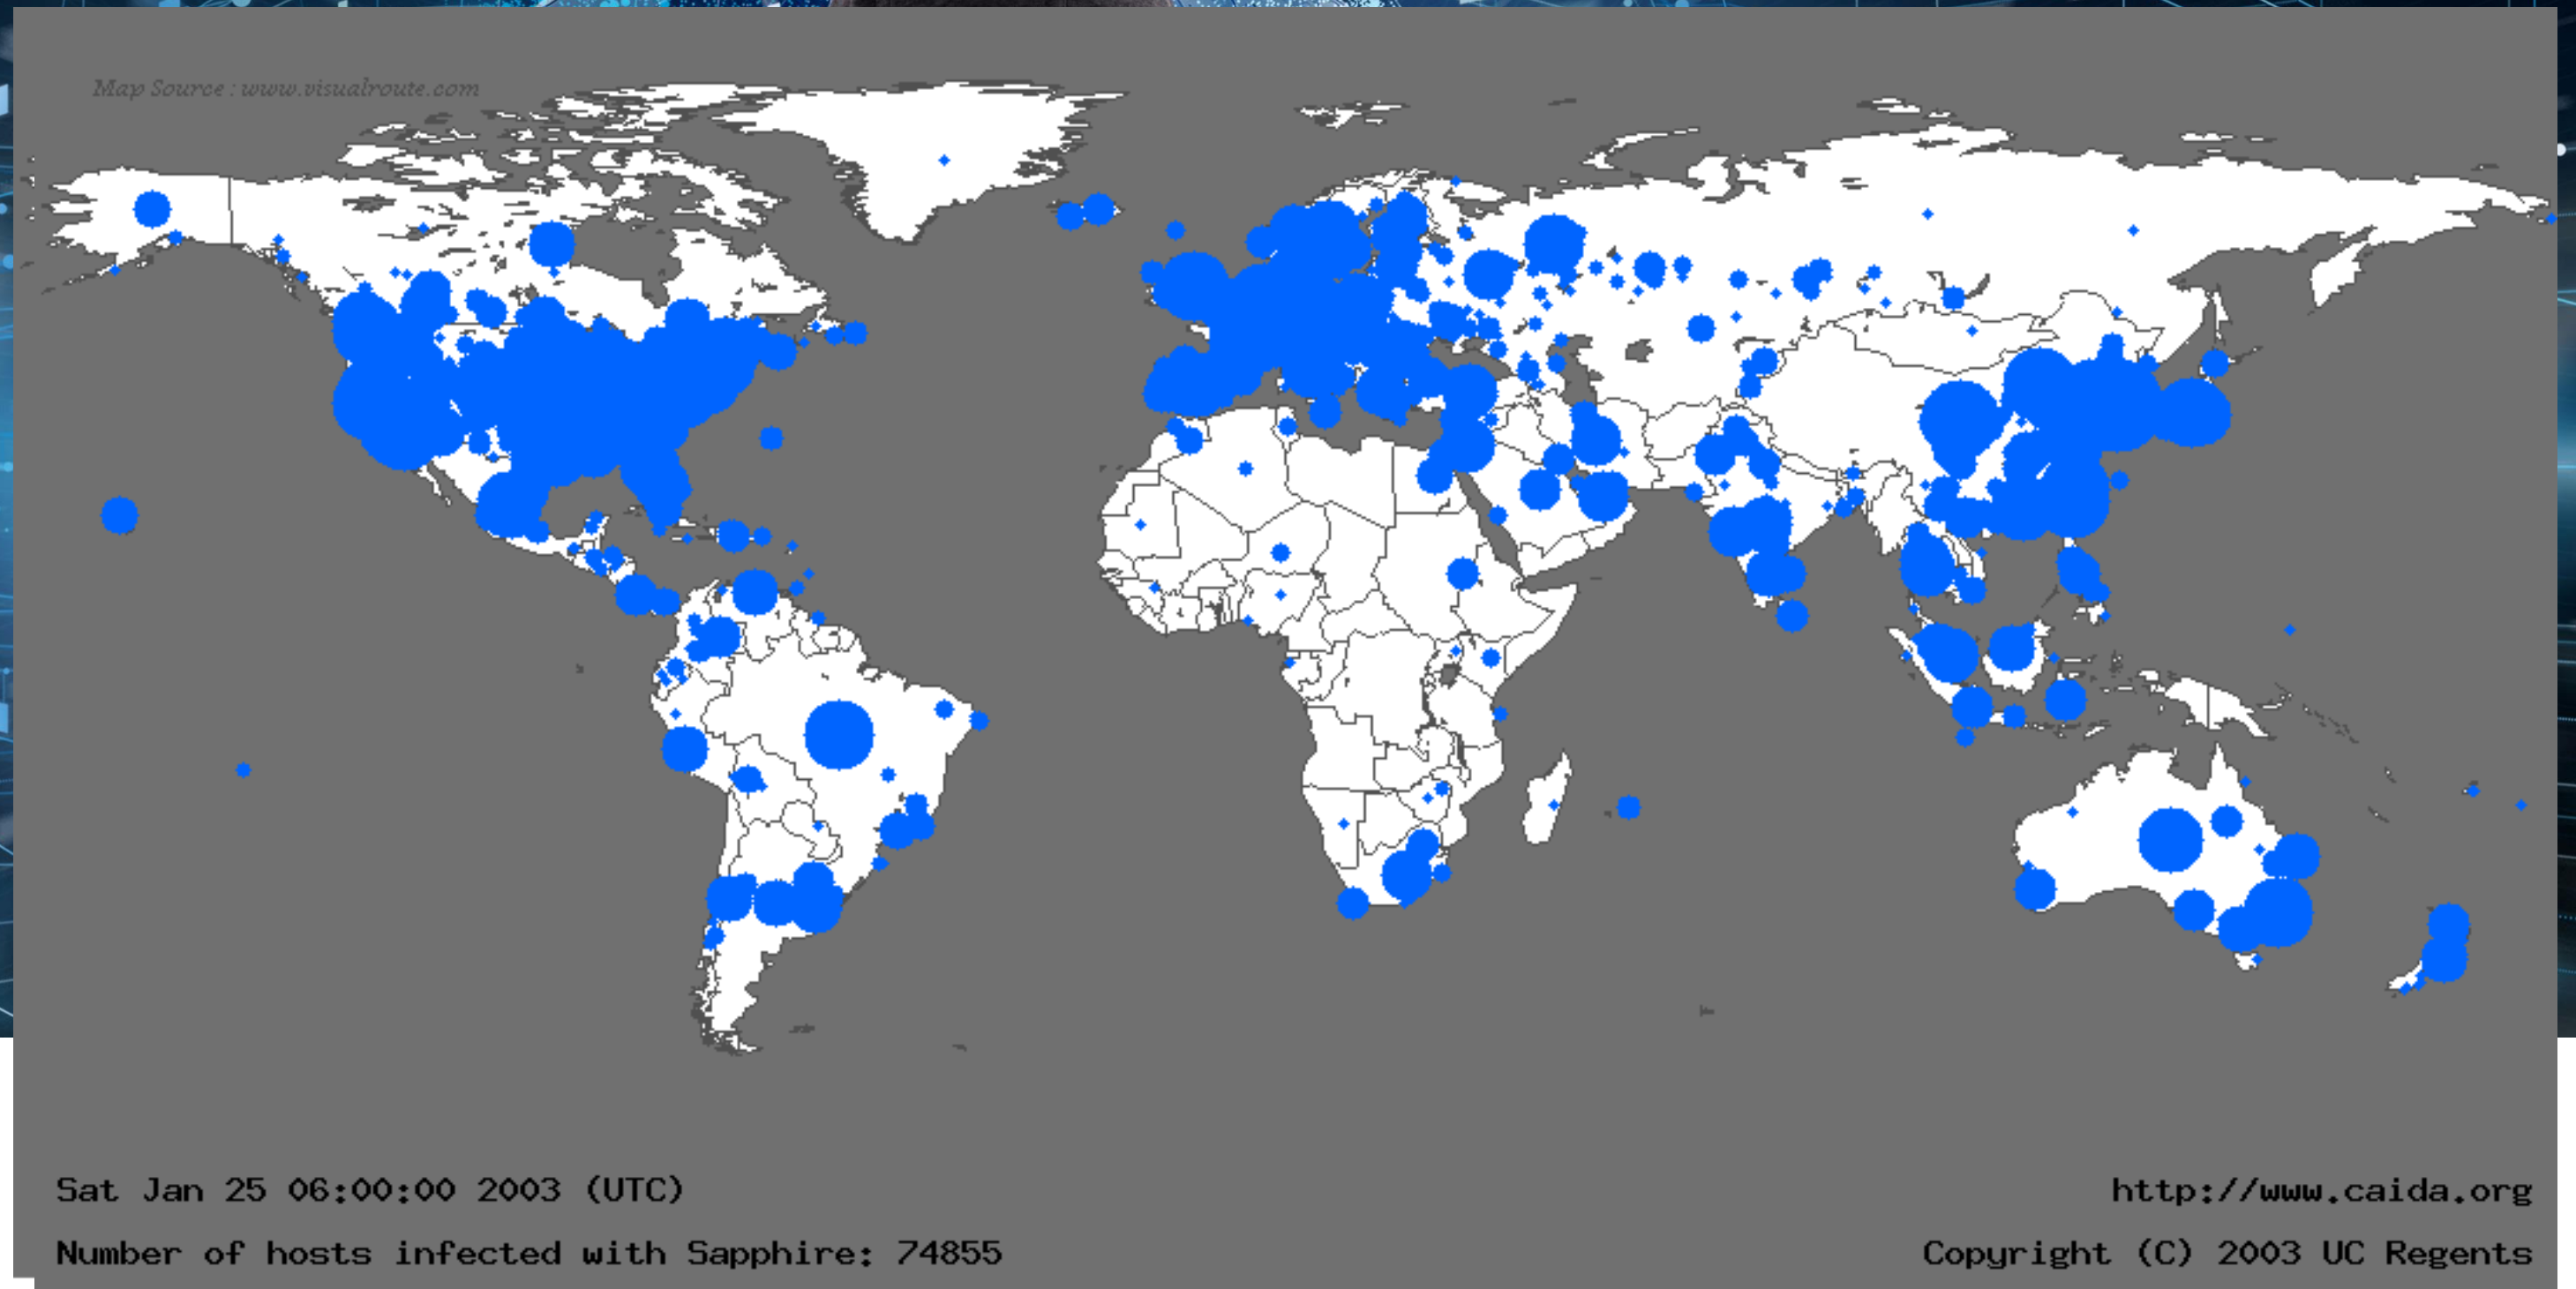 Map Source : www.visualroute.com
Sat Jan 25 06:00:00 2003 (UTC)
http://www.caida.org
Number of hosts infected with Sapphire: 74855
Copyright (C) 2003 UC Regents